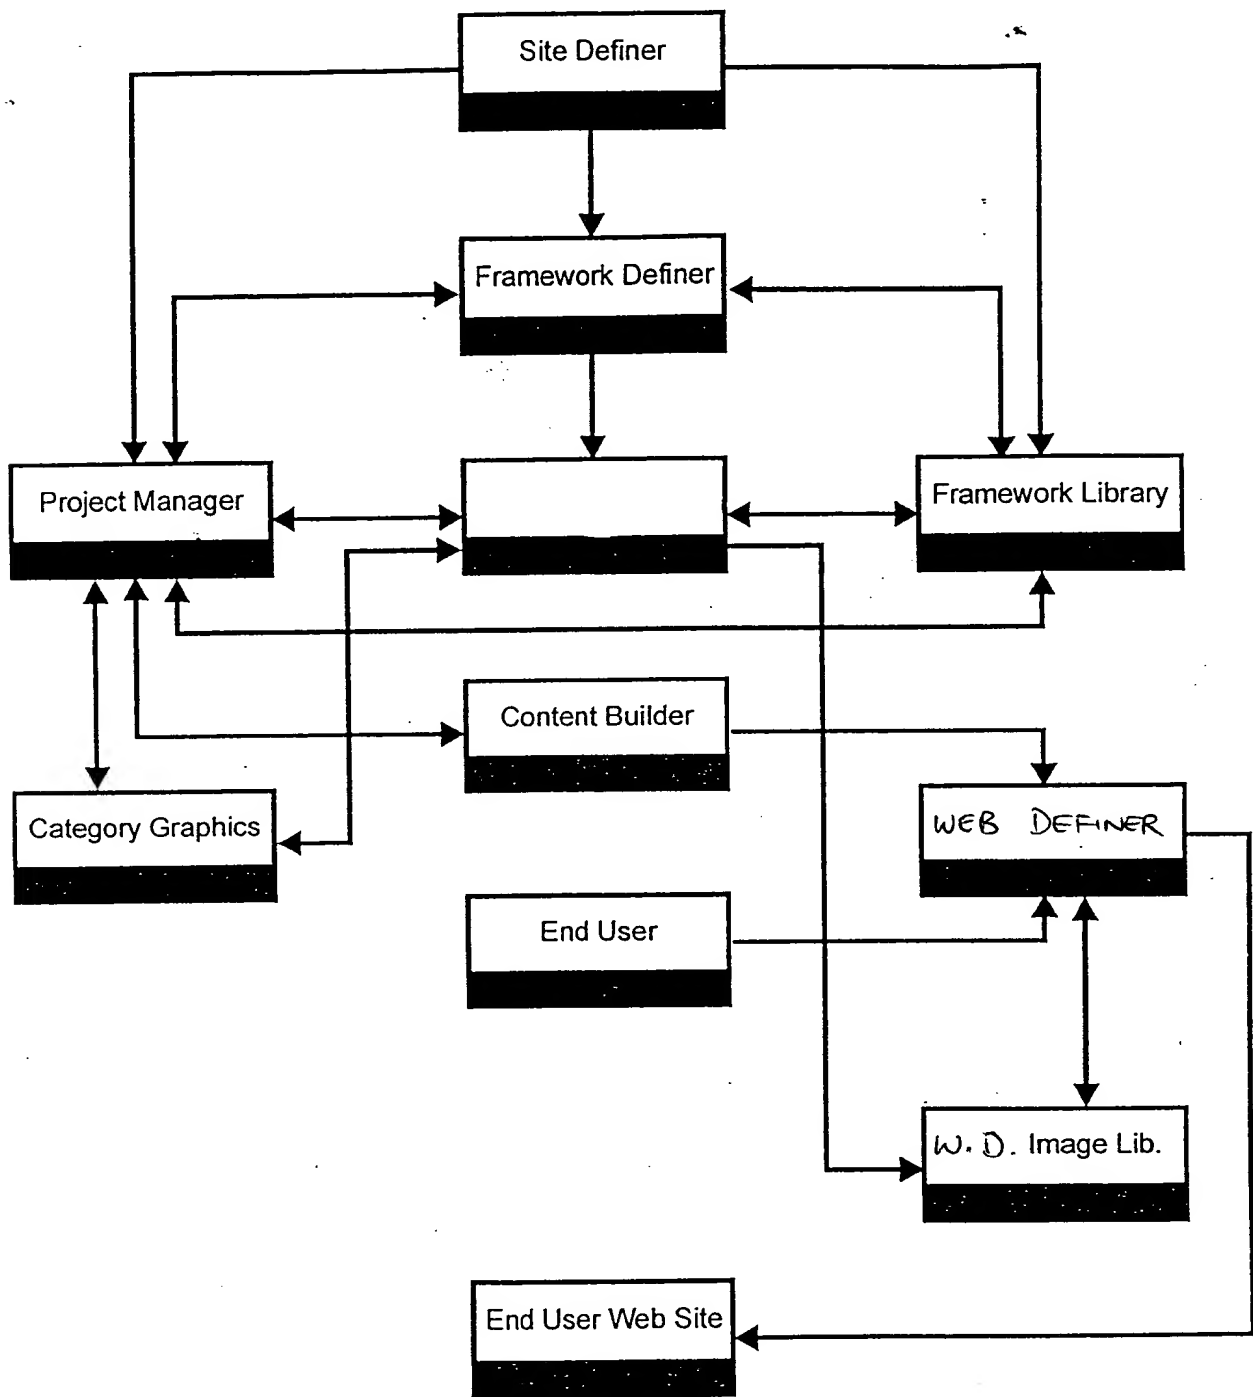 Site Definer
Framework Definer
Project Manager
Framework Library
Content Builder
Category Graphics
WEB DEFINER
End User
W.D. Image Lib.
End User Web Site